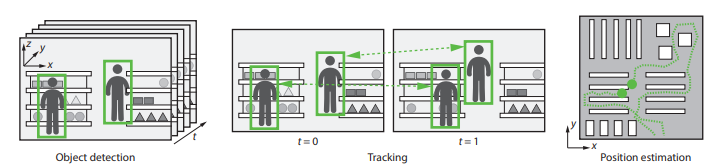 z
y
x
t
Object detection
t = 0
t = 1
Tracking
y
x
Position estimation